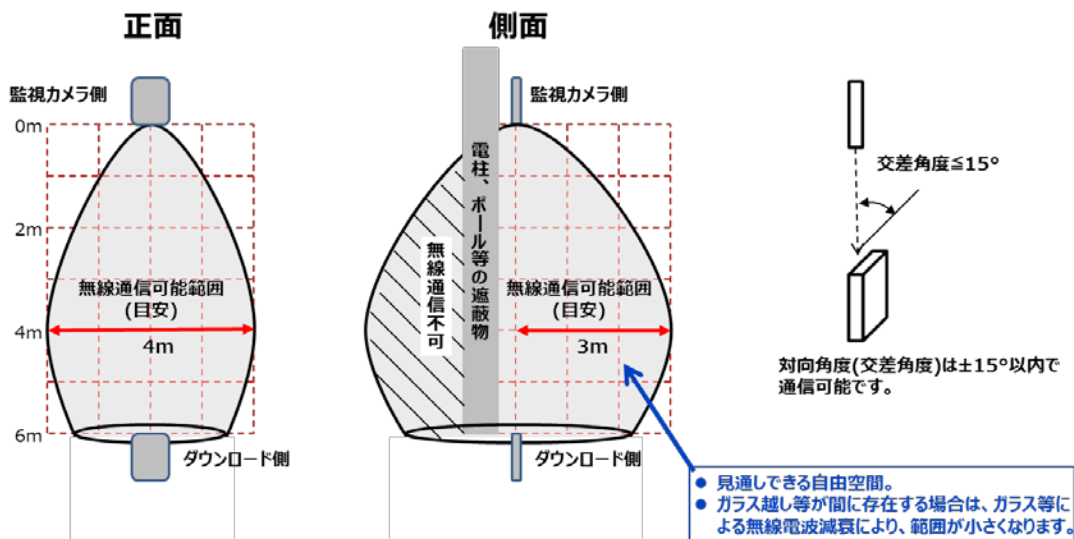 正面
監視カメラ側
0m
2m
4m
6m
無線通信可能範囲
(目安)
4m
ダウンロード側
側面
監視カメラ側
電柱、ポール等の遮蔽物
無線通信不可
無線通信可能範囲
(目安)
3m
ダウンロード側
交差角度≦15°
対向角度(交差角度)は±15°以内で
通信可能です。
● 見通しできる自由空間。
● ガラス越し等が間に存在する場合は、ガラス等に
よる無線電波減衰により、範囲が小さくなります。